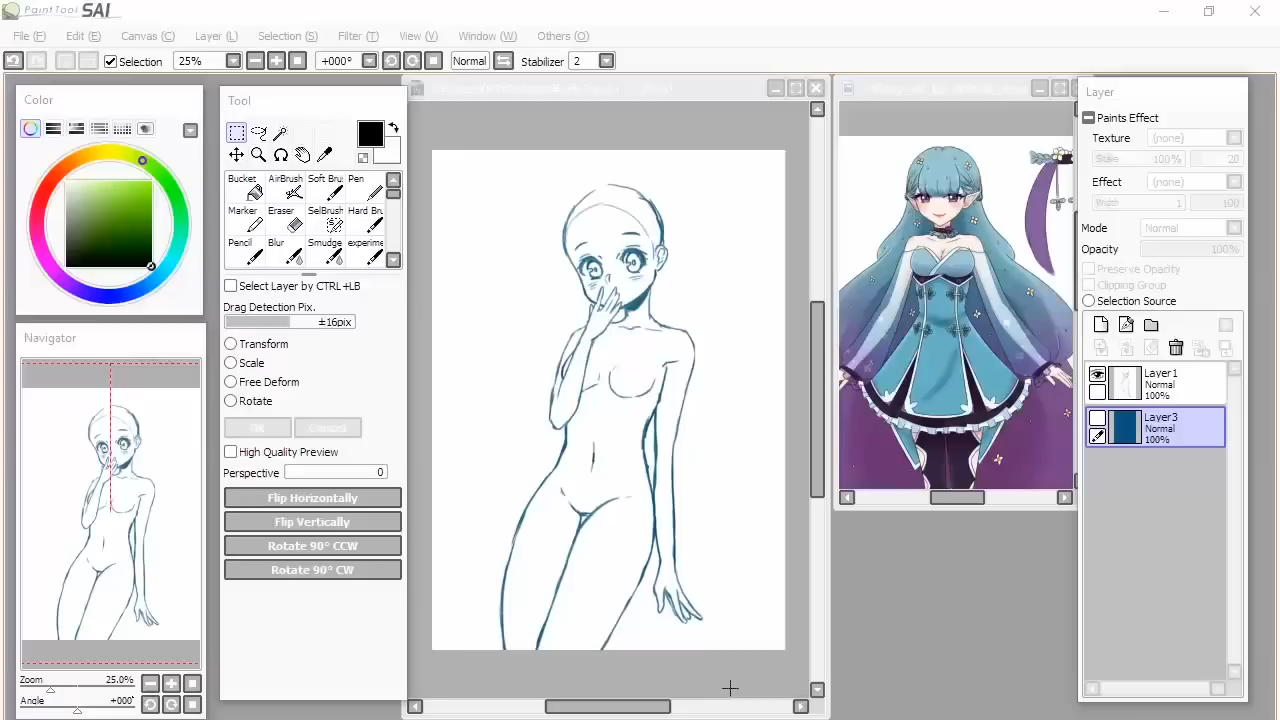 PaintTool SAI
File (F) Edit (E) Canvas (C) Layer (L) Selection (S) Filter (T) View (V) Window (W) Others (O)
Selection 25% +000° Normal Stabilizer 2
Color
Navigator
Zoom 25.0%
Angle +000°
Tool
Bucket AirBrush Soft Bru Pen
Marker Eraser SelBrush Hard Bru
Pencil Blur Smudge experime
Select Layer by CTRL+LB
Drag Detection Pix.
±16pix
Transform
Scale
Free Deform
Rotate
OK Cancel
High Quality Preview
Perspective 0
Flip Horizontally
Flip Vertically
Rotate 90° CCW
Rotate 90° CW
Layer
Paints Effect
Texture (none)
Scale 100% 20
Effect (none)
Width 1 100
Mode Normal
Opacity 100%
Preserve Opacity
Clipping Group
Selection Source
Layer1
Normal
100%
Layer3
Normal
100%